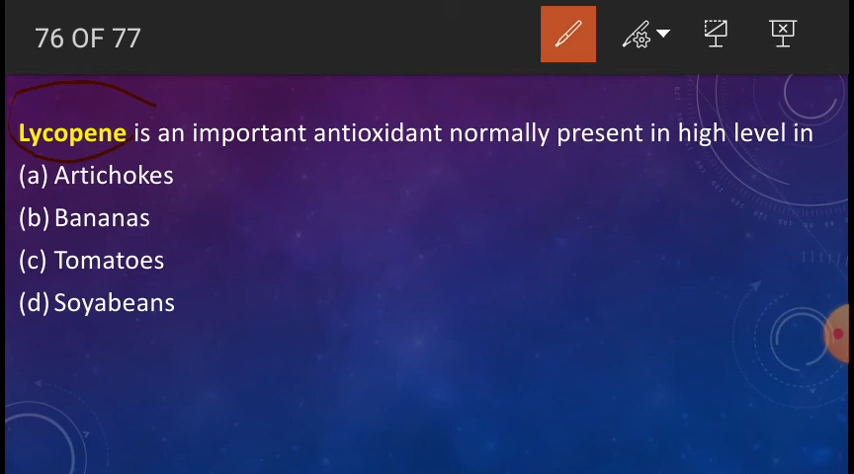 76 OF 77
Lycopene is an important antioxidant normally present in high level in
(a) Artichokes
(b) Bananas
(c) Tomatoes
(d) Soyabeans